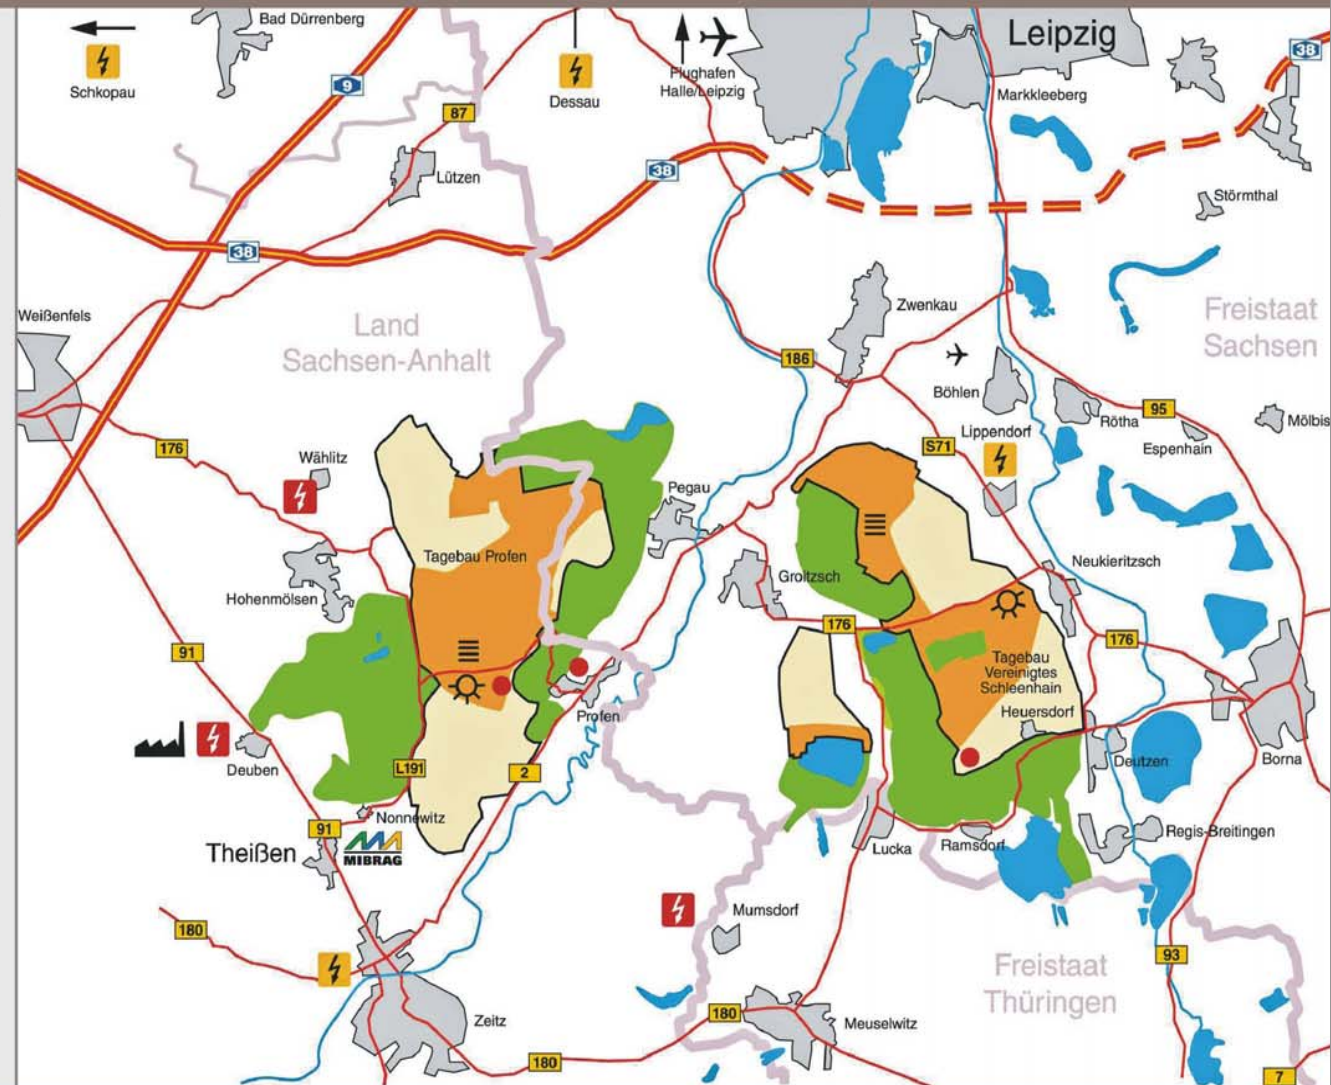 Bad Dürrenberg
Leipzig
38
Schkopau
9
Dessau
Flughafen
Halle/Leipzig
Markkleeberg
87
38
Lützen
Störmthal
38
Weißenfels
Land
Sachsen-Anhalt
Zwenkau
Freistaat
Sachsen
186
Böhlen
95
Rötha
Mölbis
Espenhain
176
Wählitz
S71
Lippendorf
Pegau
Tagebau Profen
Hohenmölsen
Groitzsch
Neukieritzsch
176
176
91
Tagebau
Vereinigtes
Schleenhain
Heuersdorf
Profen
Deuben
L191
2
Deutzen
Borna
Nonnewitz
91
Theißen
MIBRAG
Lucka
Ramsdorf
Regis-Breitingen
Mumsdorf
180
93
Freistaat
Thüringen
Zeitz
180
Meuselwitz
180
7